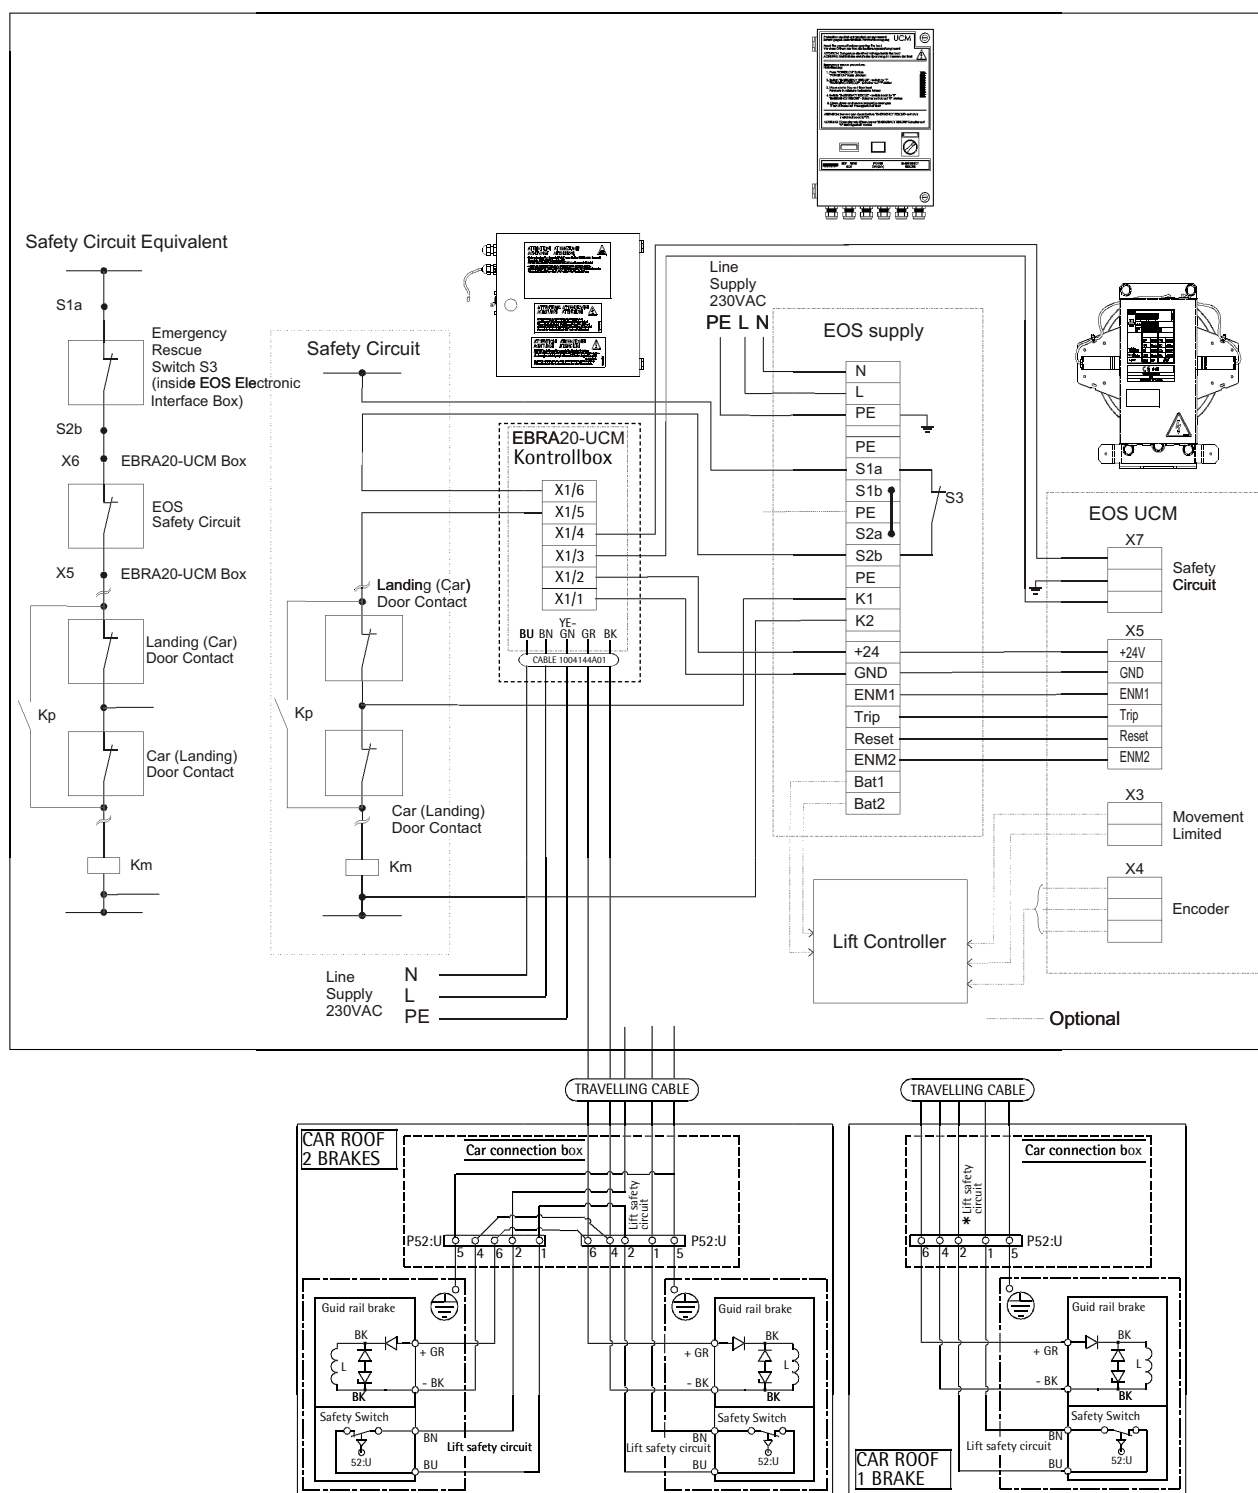 UCM
Safety Circuit Equivalent
S1a
Emergency
Rescue
Switch S3
(inside EOS Electronic
Interface Box)
S2b
X6 EBRA20-UCM Box
EOS
Safety Circuit
X5 EBRA20-UCM Box
Landing (Car)
Door Contact
Kp
Car (Landing)
Door Contact
Km
Safety Circuit
Landing (Car)
Door Contact
Kp
Car (Landing)
Door Contact
Km
EBRA20-UCM
Kontrollbox
X1/6
X1/5
X1/4
X1/3
X1/2
X1/1
YE-
BU BN GN GR BK
CABLE 1004144A01
Line
Supply
230VAC
N
L
PE
Line
Supply
230VAC
PE L N
EOS supply
N
L
PE
PE
S1a
S1b
PE
S2a
S2b
PE
K1
K2
+24
GND
ENM1
Trip
Reset
ENM2
Bat1
Bat2
S3
EOS UCM
X7
Safety
Circuit
X5
+24V
GND
ENM1
Trip
Reset
ENM2
X3
Movement
Limited
X4
Encoder
Lift Controller
Optional
TRAVELLING CABLE
CAR ROOF
2 BRAKES
Car connection box
Lift safety
circuit
P52:U
5 4 6 2 1
6 4 2 1 5
P52:U
Guid rail brake
BK
L
BK
+ GR
- BK
Safety Switch
52:U
BN
Lift safety circuit
BU
Guid rail brake
BK
L
BK
+ GR
- BK
Safety Switch
52:U
BN
Lift safety circuit
BU
TRAVELLING CABLE
Car connection box
* Lift safety
circuit
6 4 2 1 5
P52:U
Guid rail brake
BK
L
BK
+ GR
- BK
Safety Switch
52:U
BN
Lift safety circuit
BU
CAR ROOF
1 BRAKE